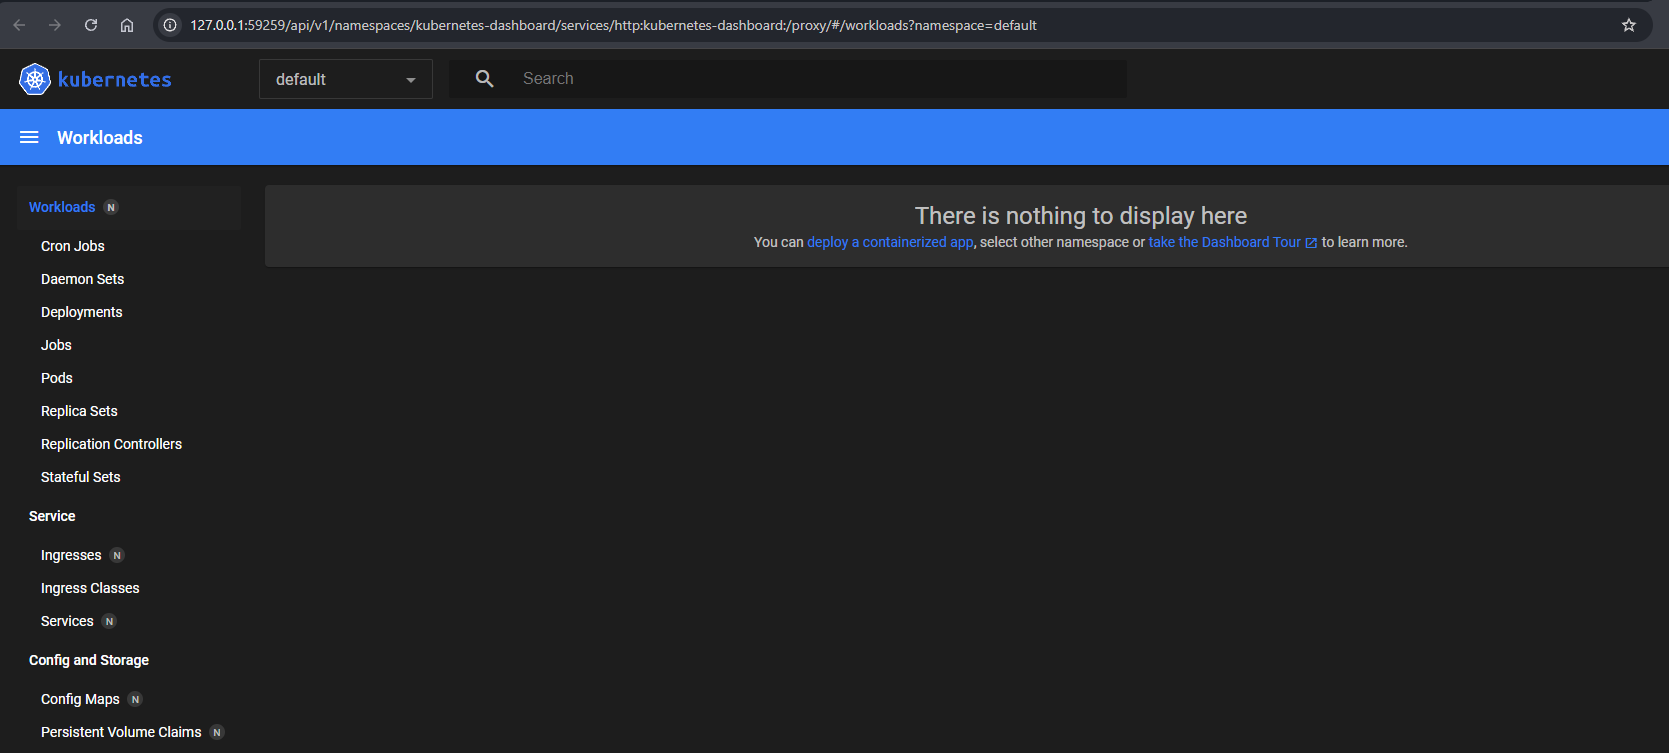 127.0.0.1:59259/api/v1/namespaces/kubernetes-dashboard/services/http:kubernetes-dashboard:/proxy/#/workloads?namespace=default
kubernetes
default
Search
Workloads
Workloads N
There is nothing to display here
You can deploy a containerized app, select other namespace or take the Dashboard Tour to learn more.
Cron Jobs
Daemon Sets
Deployments
Jobs
Pods
Replica Sets
Replication Controllers
Stateful Sets
Service
Ingresses N
Ingress Classes
Services N
Config and Storage
Config Maps N
Persistent Volume Claims N